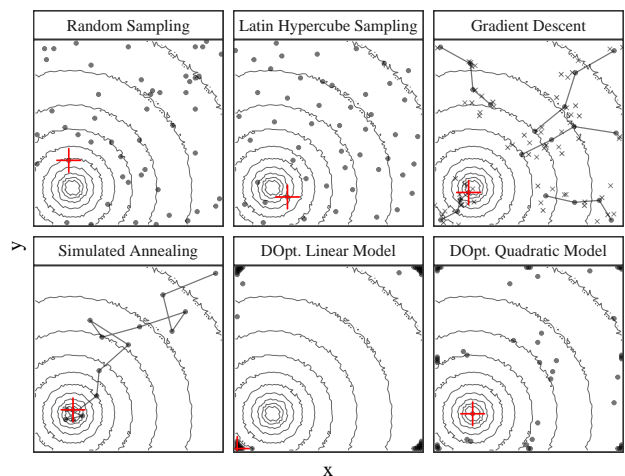 Random Sampling
Latin Hypercube Sampling
Gradient Descent
y
Simulated Annealing
DOpt. Linear Model
DOpt. Quadratic Model
x